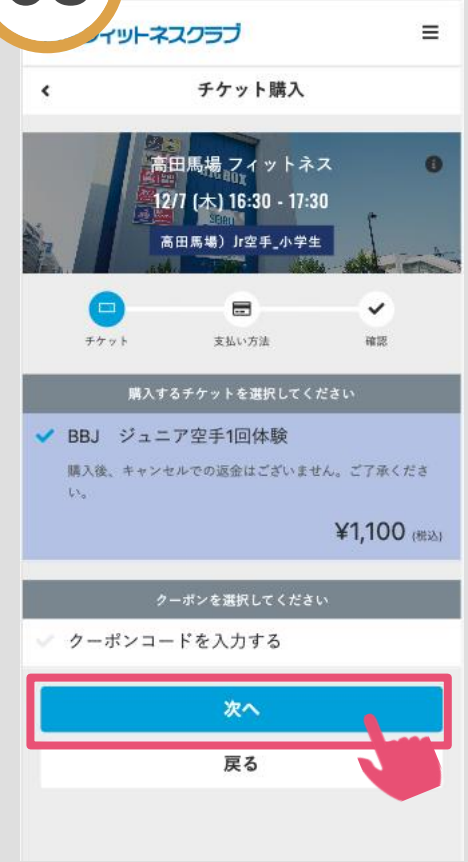 フィットネスクラブ
チケット購入
高田馬場 フィットネス
12/7 (木) 16:30 - 17:30
高田馬場）Jr空手_小学生
チケット
支払い方法
確認
購入するチケットを選択してください
BBJ　ジュニア空手1回体験
購入後、キャンセルでの返金はございません。ご了承くださ
い。
¥1,100 (税込)
クーポンを選択してください
クーポンコードを入力する
次へ
戻る